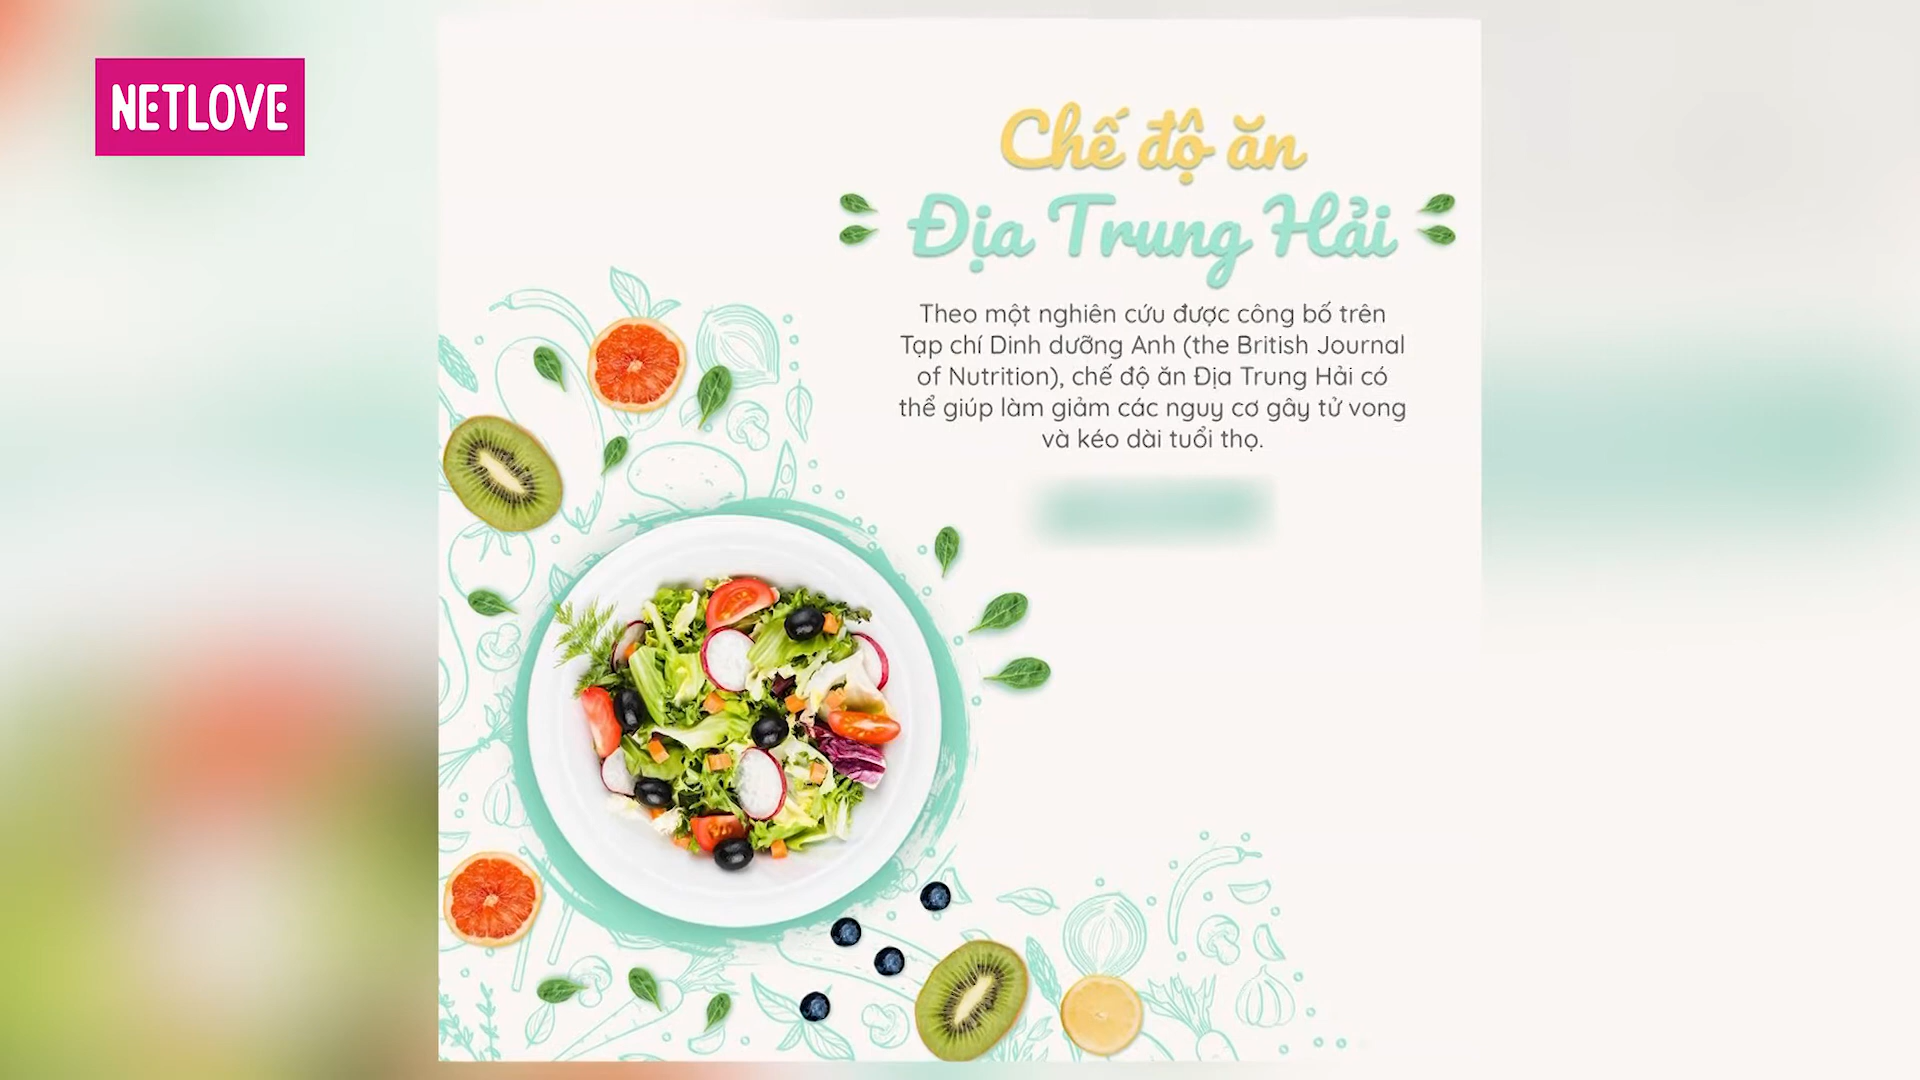 NETLOVE
Chế độ ăn
Địa Trung Hải
Theo một nghiên cứu được công bố trên
Tạp chí Dinh dưỡng Anh (the British Journal
of Nutrition), chế độ ăn Địa Trung Hải có
thể giúp làm giảm các nguy cơ gây tử vong
và kéo dài tuổi thọ.